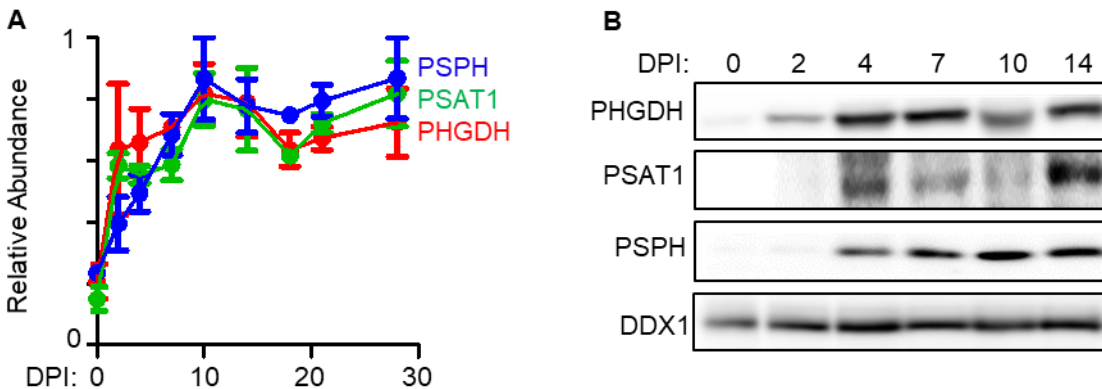 A
1
PSPH
PSAT1
PHGDH
Relative Abundance
0
DPI: 0 10 20 30
B
DPI: 0 2 4 7 10 14
PHGDH
PSAT1
PSPH
DDX1